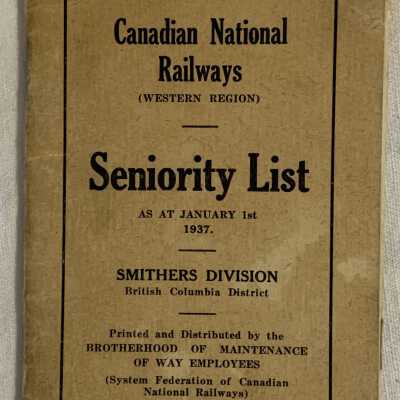 Canadian National
Railways
(WESTERN REGION)
Seniority List
AS AT JANUARY 1st
1937.
SMITHERS DIVISION
British Columbia District
Printed and Distributed by the
BROTHERHOOD OF MAINTENANCE
OF WAY EMPLOYEES
(System Federation of Canadian
National Railways)